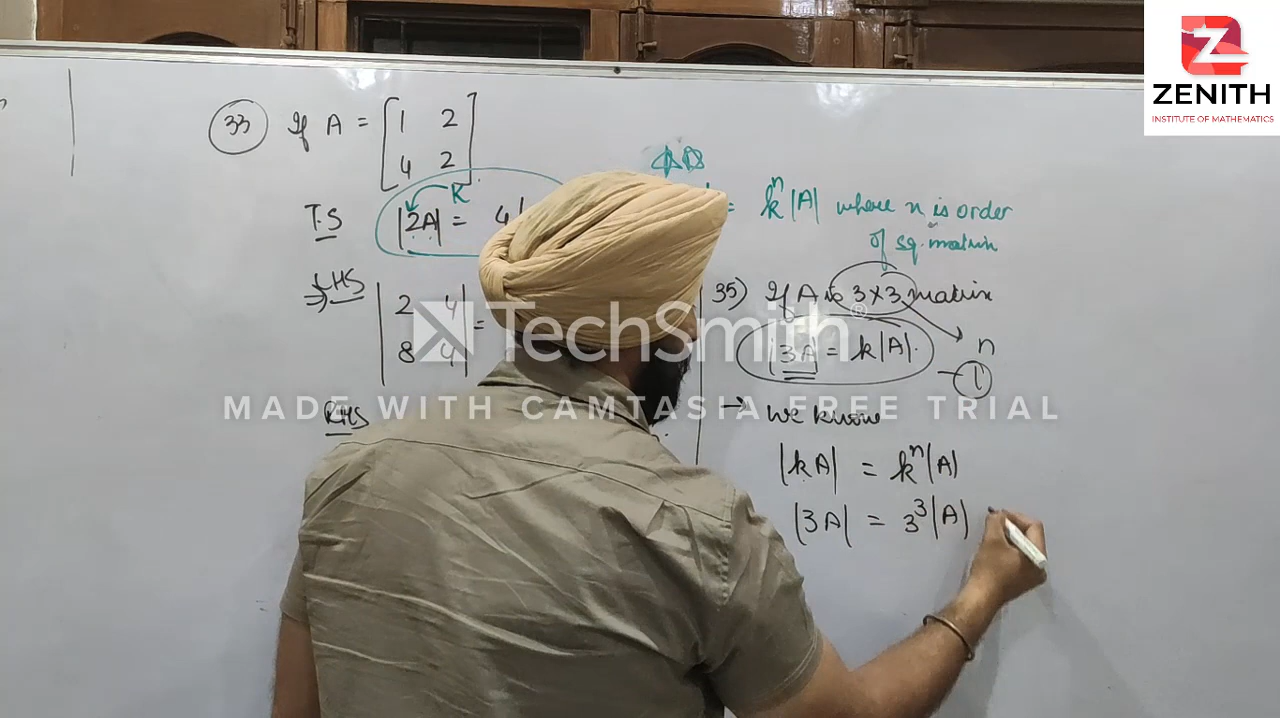 ZENITH
INSTITUTE OF MATHEMATICS
33 If A = [1 2
4 2]
T.S |2A| = 4|
K
= k^n |A| where n is order
of sq. matrix
=> LHS | 2 4
8 4 | =
RHS
35) If A is 3×3 matrix
n
|3A| = k|A|. – 1
→ We know
|kA| = k^n |A|
|3A| = 3^3 |A|
TechSmith®
MADE WITH CAMTASIA FREE TRIAL